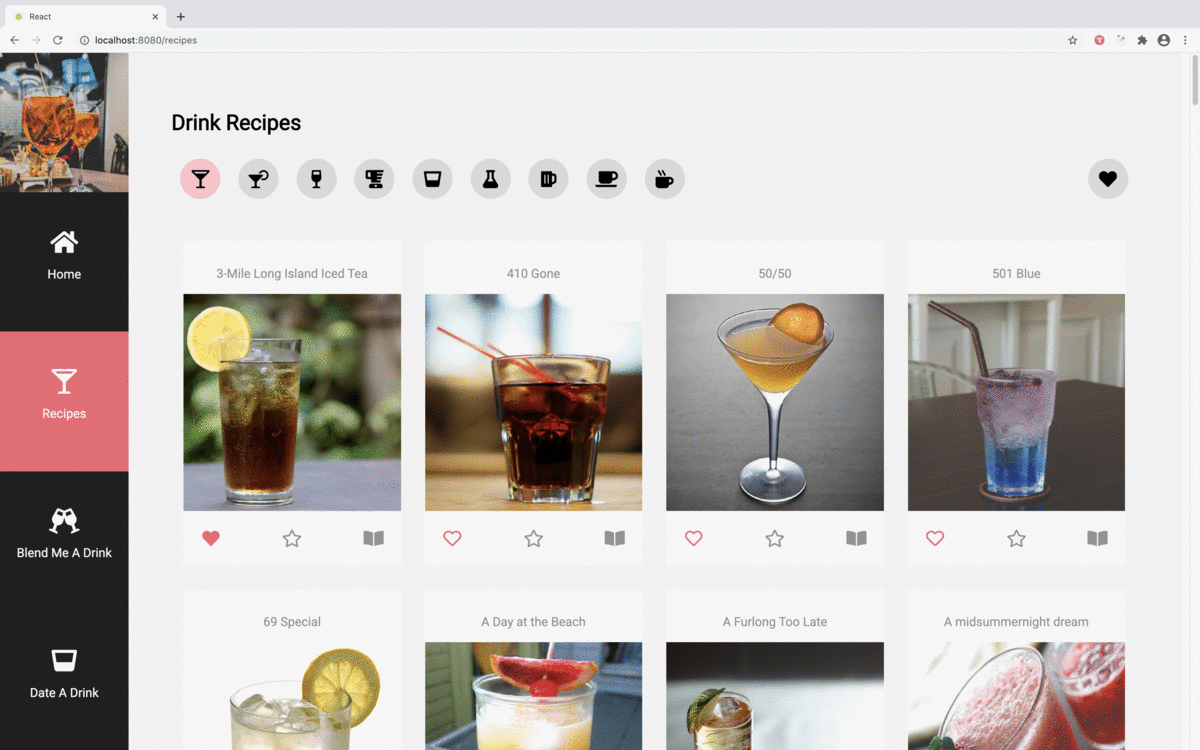 React
localhost:8080/recipes
Drink Recipes
Home
Recipes
Blend Me A Drink
Date A Drink
3-Mile Long Island Iced Tea
410 Gone
50/50
501 Blue
69 Special
A Day at the Beach
A Furlong Too Late
A midsummernight dream